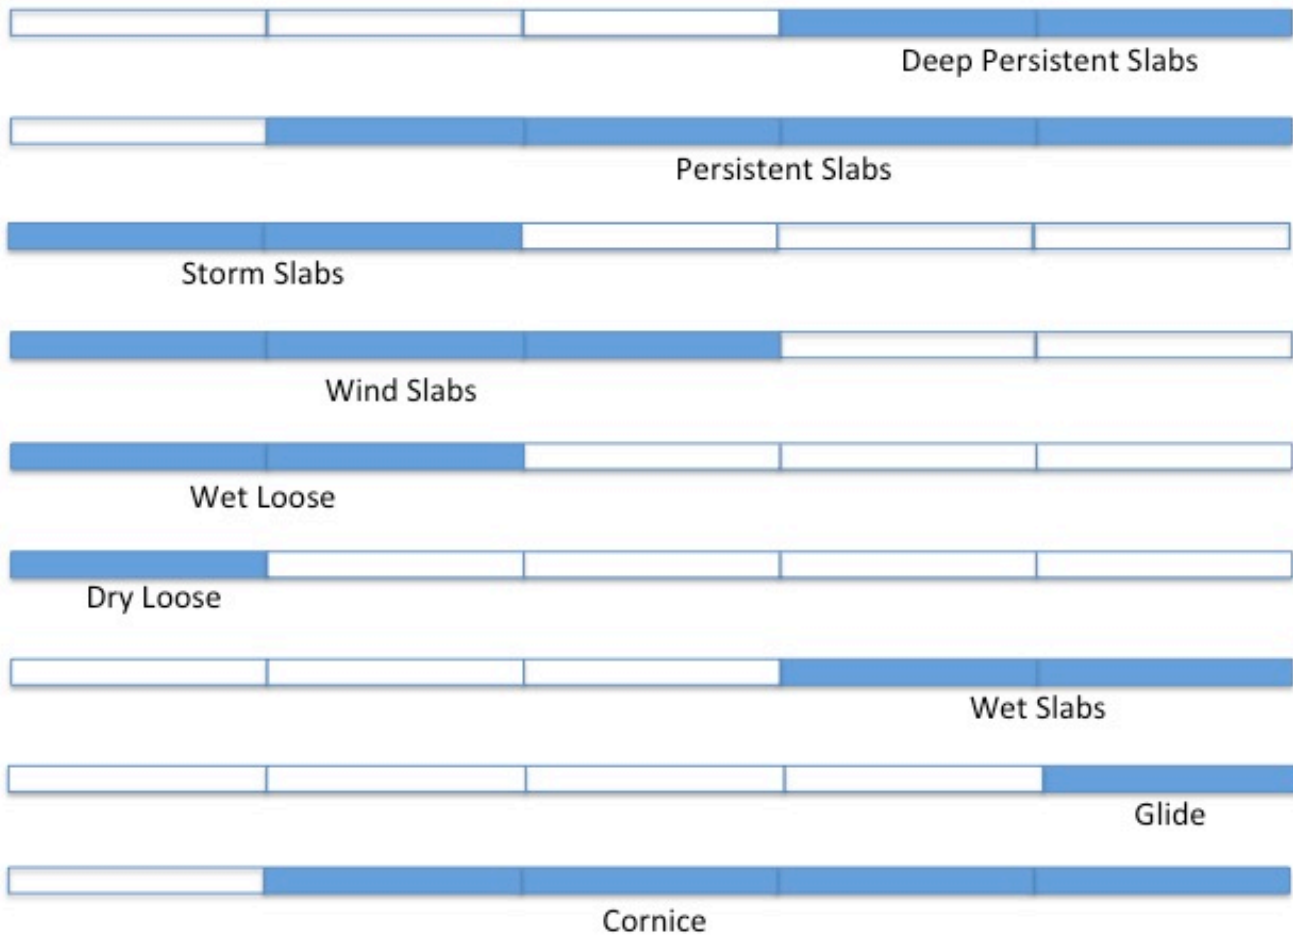 Deep Persistent Slabs
Persistent Slabs
Storm Slabs
Wind Slabs
Wet Loose
Dry Loose
Wet Slabs
Glide
Cornice